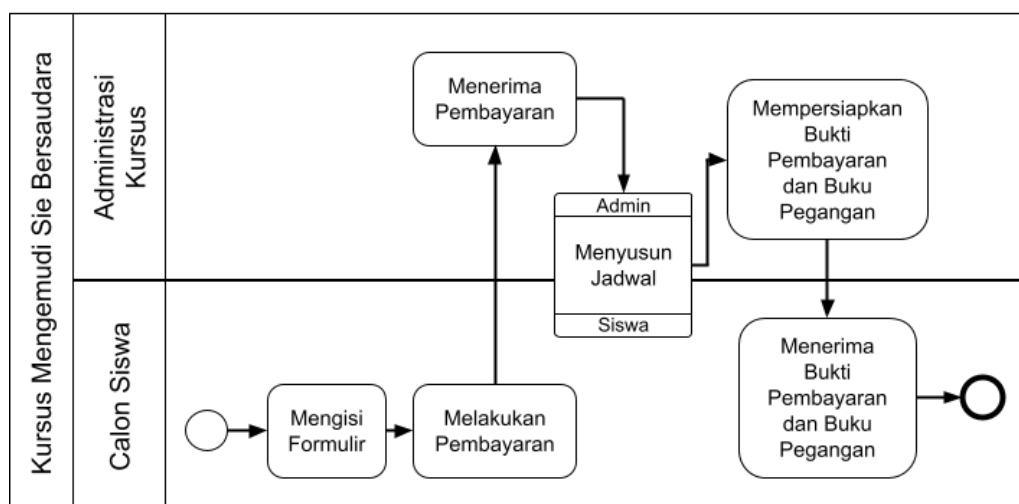 Kursus Mengemudi Sie Bersaudara
Administrasi
Kursus
Menerima
Pembayaran
Admin
Menyusun
Jadwal
Siswa
Mempersiapkan
Bukti
Pembayaran
dan Buku
Pegangan
Calon Siswa
Mengisi
Formulir
Melakukan
Pembayaran
Menerima
Bukti
Pembayaran
dan Buku
Pegangan